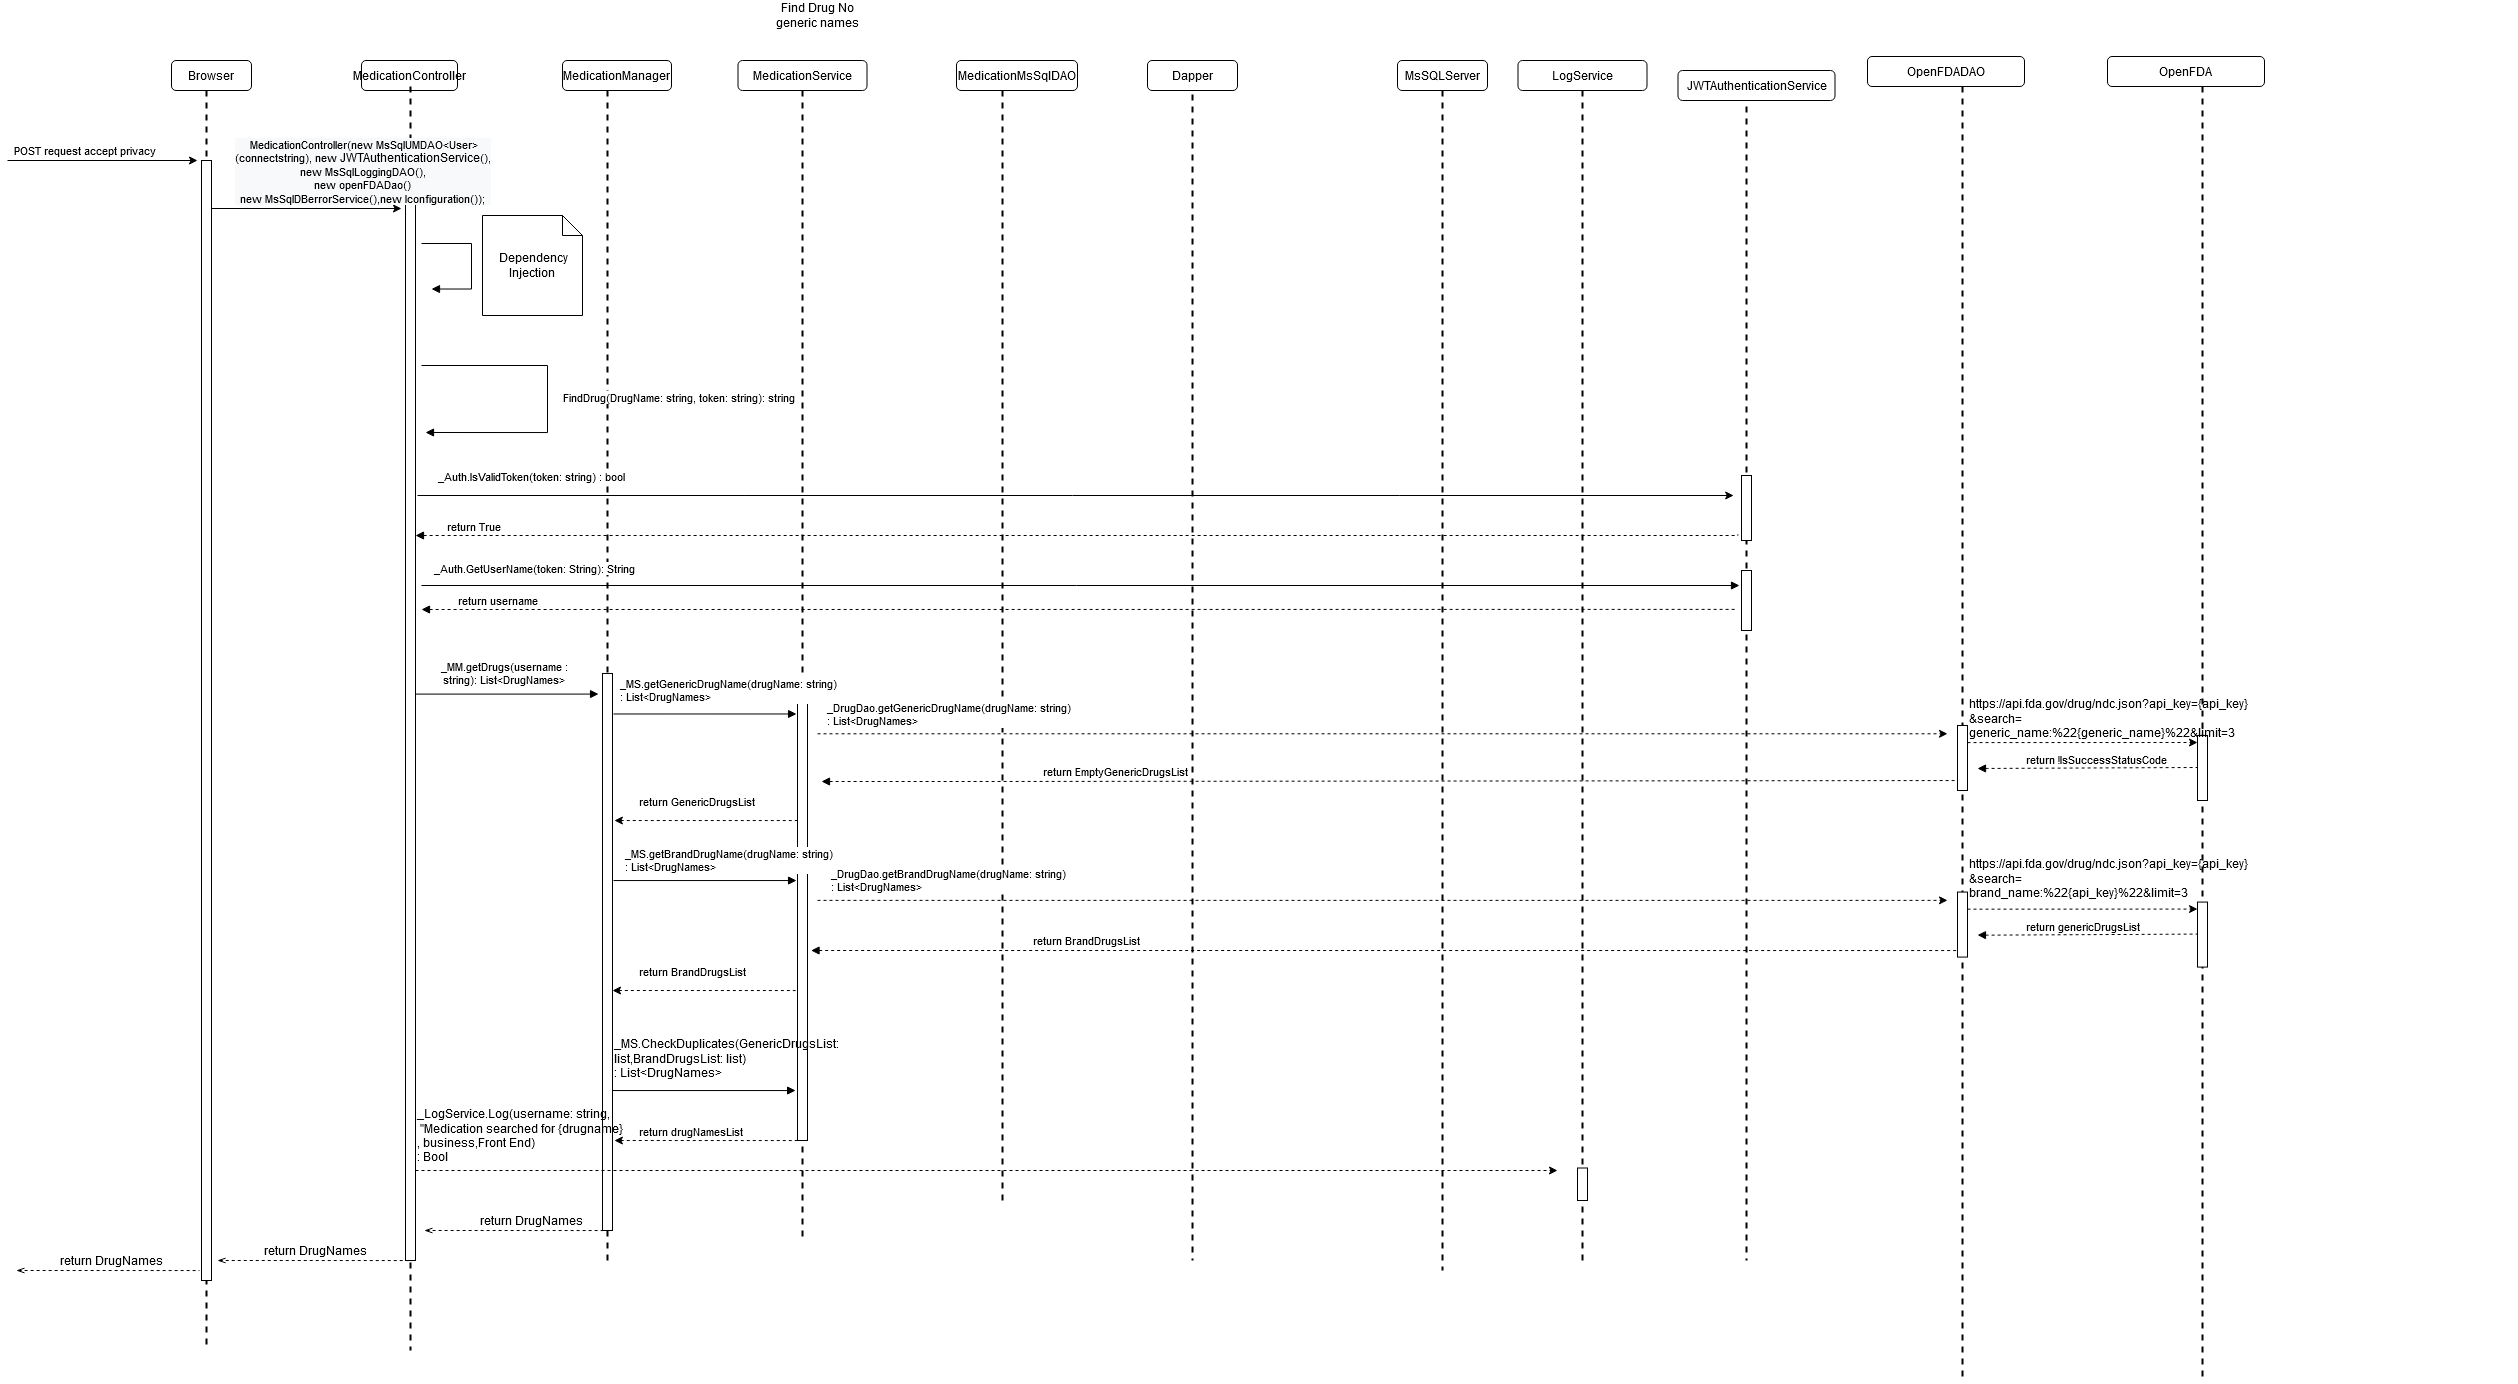 Find Drug No
generic names
Browser
MedicationController
MedicationManager
MedicationService
MedicationMsSqlDAO
Dapper
MsSQLServer
LogService
JWTAuthenticationService
OpenFDADAO
OpenFDA
POST request accept privacy
MedicationController(new MsSqlUMDAO<User>
(connectstring), new JWTAuthenticationService(),
new MsSqlLoggingDAO(),
new openFDADao()
new MsSqlDBerrorService(),new Iconfiguration());
Dependency
Injection
FindDrug(DrugName: string, token: string): string
_Auth.IsValidToken(token: string) : bool
return True
_Auth.GetUserName(token: String): String
return username
_MM.getDrugs(username :
string): List<DrugNames>
_MS.getGenericDrugName(drugName: string)
: List<DrugNames>
_DrugDao.getGenericDrugName(drugName: string)
: List<DrugNames>
https://api.fda.gov/drug/ndc.json?api_key={api_key}
&search=
generic_name:%22{generic_name}%22&limit=3
return !IsSuccessStatusCode
return EmptyGenericDrugsList
return GenericDrugsList
_MS.getBrandDrugName(drugName: string)
: List<DrugNames>
_DrugDao.getBrandDrugName(drugName: string)
: List<DrugNames>
https://api.fda.gov/drug/ndc.json?api_key={api_key}
&search=
brand_name:%22{api_key}%22&limit=3
return genericDrugsList
return BrandDrugsList
return BrandDrugsList
_MS.CheckDuplicates(GenericDrugsList:
list,BrandDrugsList: list)
: List<DrugNames>
_LogService.Log(username: string,
"Medication searched for {drugname}
, business,Front End)
: Bool
return drugNamesList
return DrugNames
return DrugNames
return DrugNames